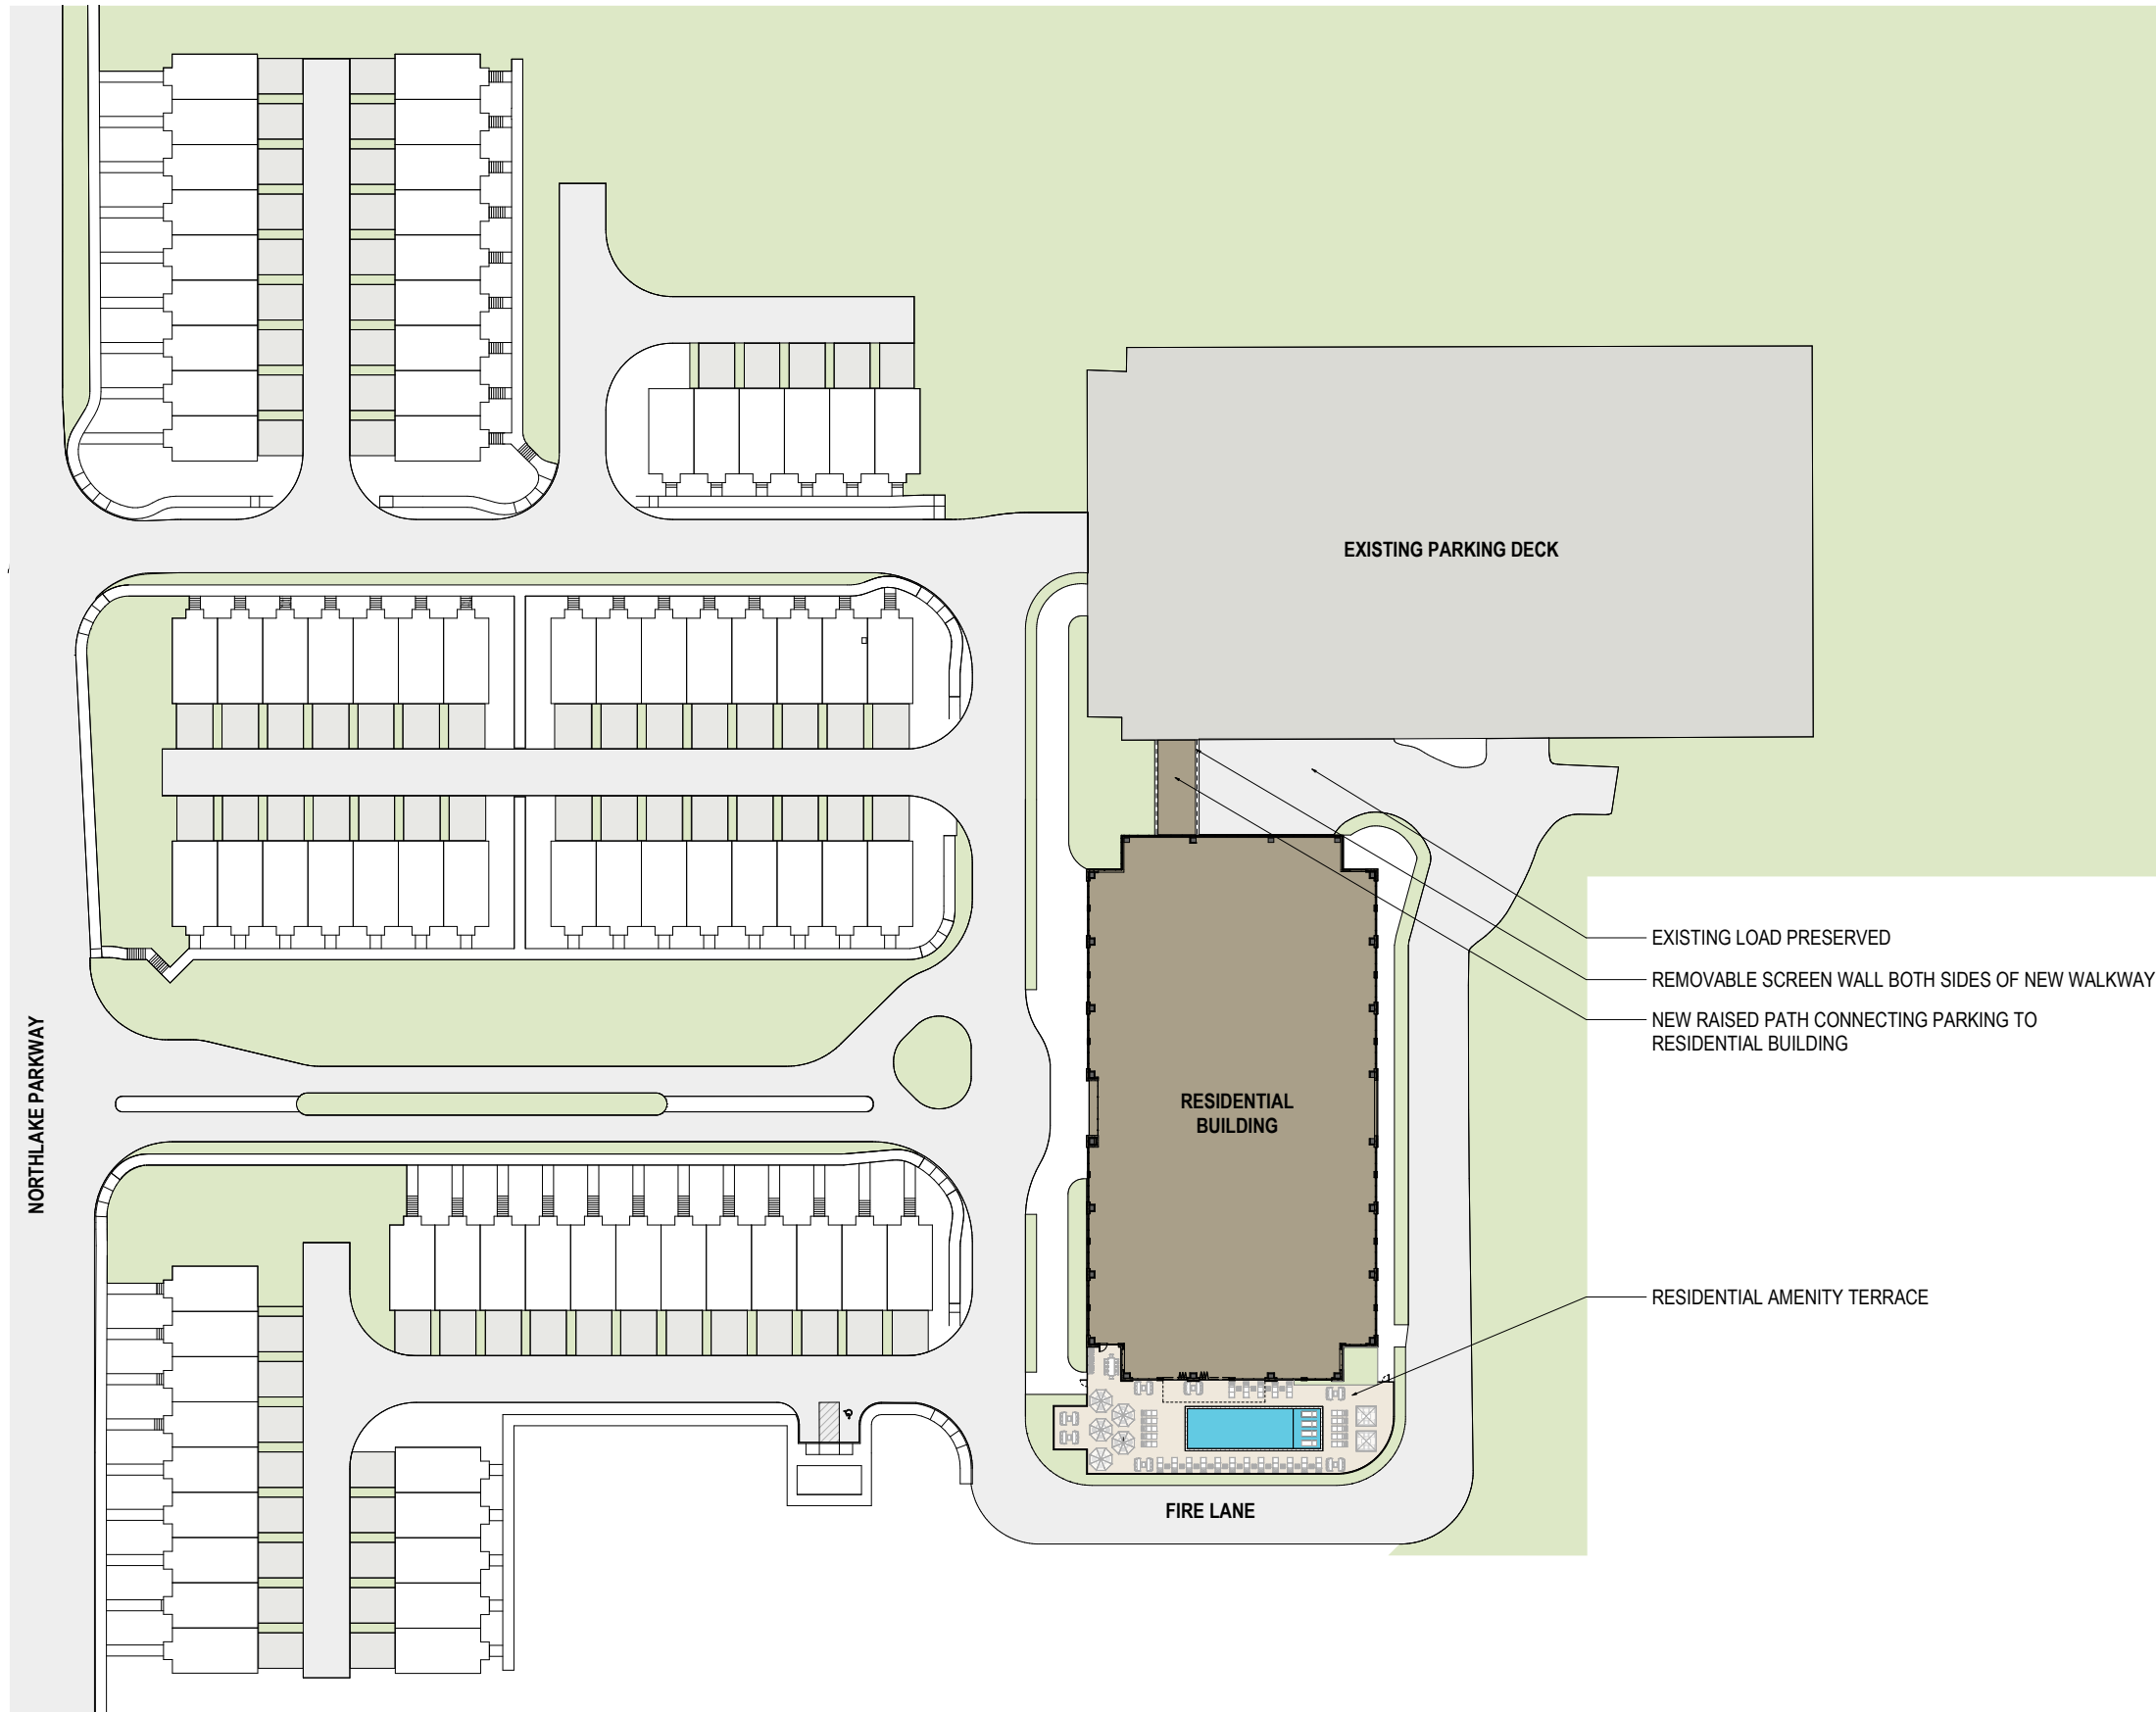 EXISTING PARKING DECK
EXISTING LOAD PRESERVED
REMOVABLE SCREEN WALL BOTH SIDES OF NEW WALKWAY
NEW RAISED PATH CONNECTING PARKING TO
RESIDENTIAL BUILDING
NORTHLAKE PARKWAY
RESIDENTIAL
BUILDING
RESIDENTIAL AMENITY TERRACE
FIRE LANE